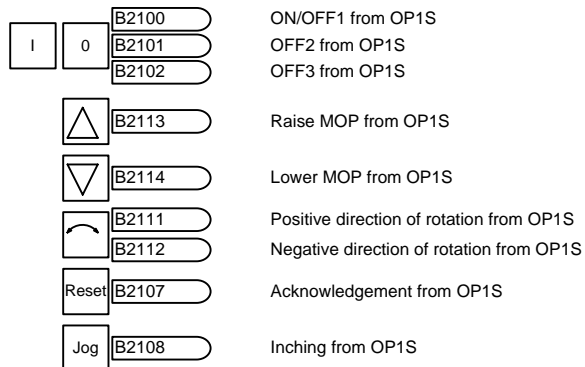 B2100 ON/OFF1 from OP1S
I 0 B2101 OFF2 from OP1S
B2102 OFF3 from OP1S
B2113 Raise MOP from OP1S
B2114 Lower MOP from OP1S
B2111 Positive direction of rotation from OP1S
B2112 Negative direction of rotation from OP1S
Reset B2107 Acknowledgement from OP1S
Jog B2108 Inching from OP1S